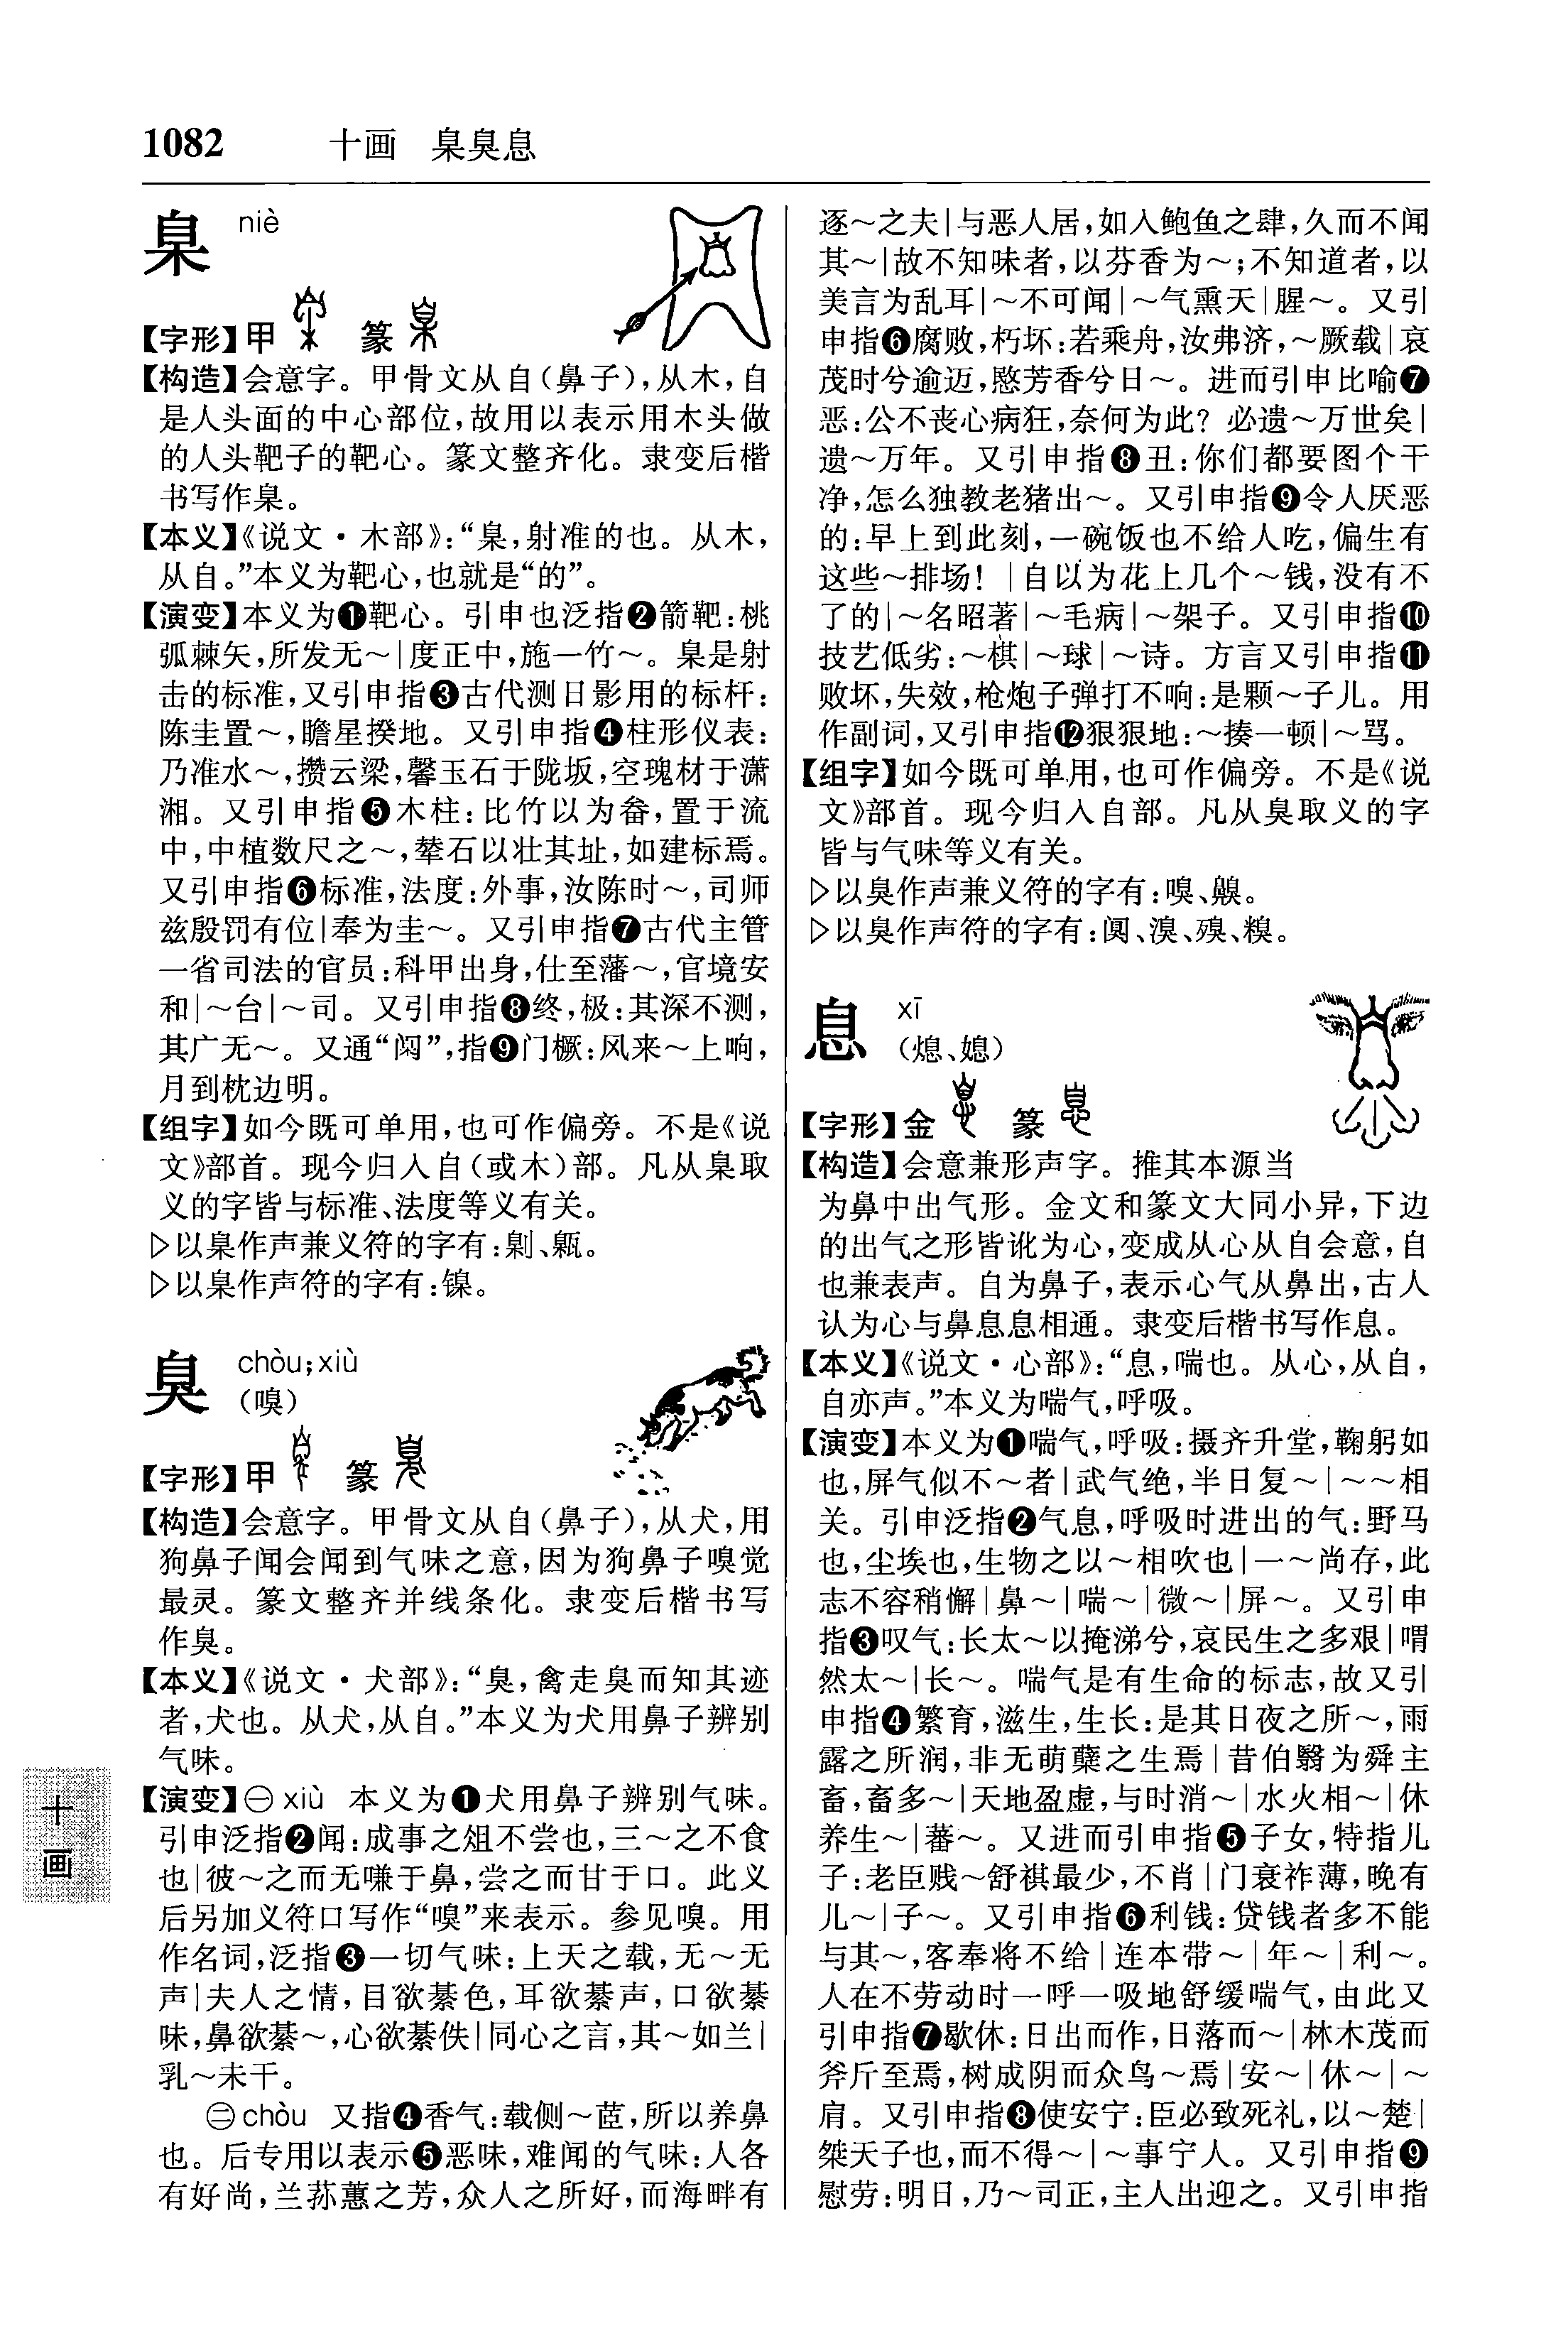 1082 十画 臬臭息
臬 niè
【字形】甲 篆
【构造】会意字。甲骨文从自(鼻子),从木,自
是人头面的中心部位,故用以表示用木头做
的人头靶子的靶心。篆文整齐化。隶变后楷
书写作臬。
【本义】《说文·木部》:“臬,射准的也。从木,
从自。”本义为靶心,也就是“的”。
【演变】本义为❶靶心。引申也泛指❷箭靶:桃
弧棘矢,所发无～|度正中,施一竹～。臬是射
击的标准,又引申指❸古代测日影用的标杆:
陈圭置～,瞻星揆地。又引申指❹柱形仪表:
乃准水～,攒云梁,馨玉石于陇坂,空瑰材于潇
湘。又引申指❺木柱:比竹以为畚,置于流
中,中植数尺之～,辇石以壮其址,如建标焉。
又引申指❻标准,法度:外事,汝陈时～,司师
兹殷罚有位|奉为圭～。又引申指❼古代主管
一省司法的官员:科甲出身,仕至藩～,官境安
和|～台|～司。又引申指❽终,极:其深不测,
其广无～。又通“闑”,指❾门橛:风来～上响,
月到枕边明。
【组字】如今既可单用,也可作偏旁。不是《说
文》部首。现今归入自(或木)部。凡从臬取
义的字皆与标准、法度等义有关。
▷以臬作声兼义符的字有:劓、甈。
▷以臬作声符的字有:镍。
臭 chòu;xiù
(嗅)
【字形】甲 篆
【构造】会意字。甲骨文从自(鼻子),从犬,用
狗鼻子闻会闻到气味之意,因为狗鼻子嗅觉
最灵。篆文整齐并线条化。隶变后楷书写
作臭。
【本义】《说文·犬部》:“臭,禽走臭而知其迹
者,犬也。从犬,从自。”本义为犬用鼻子辨别
气味。
【演变】㊀xiù 本义为❶犬用鼻子辨别气味。
引申泛指❷闻:成事之俎不尝也,三～之不食
也|彼～之而无嗛于鼻,尝之而甘于口。此义
后另加义符口写作“嗅”来表示。参见嗅。用
作名词,泛指❸一切气味:上天之载,无～无
声|夫人之情,目欲綦色,耳欲綦声,口欲綦
味,鼻欲綦～,心欲綦佚|同心之言,其～如兰|
乳～未干。
㊁chòu 又指❹香气:载侧～茝,所以养鼻
也。后专用以表示❺恶味,难闻的气味:人各
有好尚,兰荪蕙之芳,众人之所好,而海畔有
逐～之夫|与恶人居,如入鲍鱼之肆,久而不闻
其～|故不知味者,以芬香为～;不知道者,以
美言为乱耳|～不可闻|～气熏天|腥～。又引
申指❻腐败,朽坏:若乘舟,汝弗济,～厥载|哀
茂时兮逾迈,愍芳香兮日～。进而引申比喻❼
恶:公不丧心病狂,奈何为此?必遗～万世矣|
遗～万年。又引申指❽丑:你们都要图个干
净,怎么独教老猪出～。又引申指❾令人厌恶
的:早上到此刻,一碗饭也不给人吃,偏生有
这些～排场!|自以为花上几个～钱,没有不
了的|～名昭著|～毛病|～架子。又引申指❿
技艺低劣:～棋|～球|～诗。方言又引申指⓫
败坏,失效,枪炮子弹打不响:是颗～子儿。用
作副词,又引申指⓬狠狠地:～揍一顿|～骂。
【组字】如今既可单用,也可作偏旁。不是《说
文》部首。现今归入自部。凡从臭取义的字
皆与气味等义有关。
▷以臭作声兼义符的字有:嗅、齅。
▷以臭作声符的字有:阒、溴、殠、糗。
息 xī
(熄、媳)
【字形】金 篆
【构造】会意兼形声字。推其本源当
为鼻中出气形。金文和篆文大同小异,下边
的出气之形皆讹为心,变成从心从自会意,自
也兼表声。自为鼻子,表示心气从鼻出,古人
认为心与鼻息息相通。隶变后楷书写作息。
【本义】《说文·心部》:“息,喘也。从心,从自,
自亦声。”本义为喘气,呼吸。
【演变】本义为❶喘气,呼吸:摄齐升堂,鞠躬如
也,屏气似不～者|武气绝,半日复～|～～相
关。引申泛指❷气息,呼吸时进出的气:野马
也,尘埃也,生物之以～相吹也|一～尚存,此
志不容稍懈|鼻～|喘～|微～|屏～。又引申
指❸叹气:长太～以掩涕兮,哀民生之多艰|喟
然太～|长～。喘气是有生命的标志,故又引
申指❹繁育,滋生,生长:是其日夜之所～,雨
露之所润,非无萌蘖之生焉|昔伯翳为舜主
畜,畜多～|天地盈虚,与时消～|水火相～|休
养生～|蕃～。又进而引申指❺子女,特指儿
子:老臣贱～舒祺最少,不肖|门衰祚薄,晚有
儿～|子～。又引申指❻利钱:贷钱者多不能
与其～,客奉将不给|连本带～|年～|利～。
人在不劳动时一呼一吸地舒缓喘气,由此又
引申指❼歇休:日出而作,日落而～|林木茂而
斧斤至焉,树成阴而众鸟～焉|安～|休～|～
肩。又引申指❽使安宁:臣必致死礼,以～楚|
桀天子也,而不得～|～事宁人。又引申指❾
慰劳:明日,乃～司正,主人出迎之。又引申指
十
画